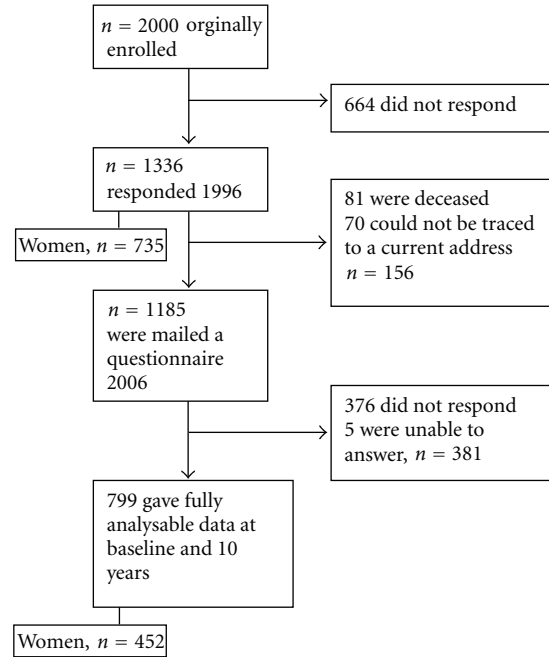 n = 2000 orginally
enrolled
664 did not respond
n = 1336
responded 1996
Women, n = 735
81 were deceased
70 could not be traced
to a current address
n = 156
n = 1185
were mailed a
questionnaire
2006
376 did not respond
5 were unable to
answer, n = 381
799 gave fully
analysable data at
baseline and 10
years
Women, n = 452